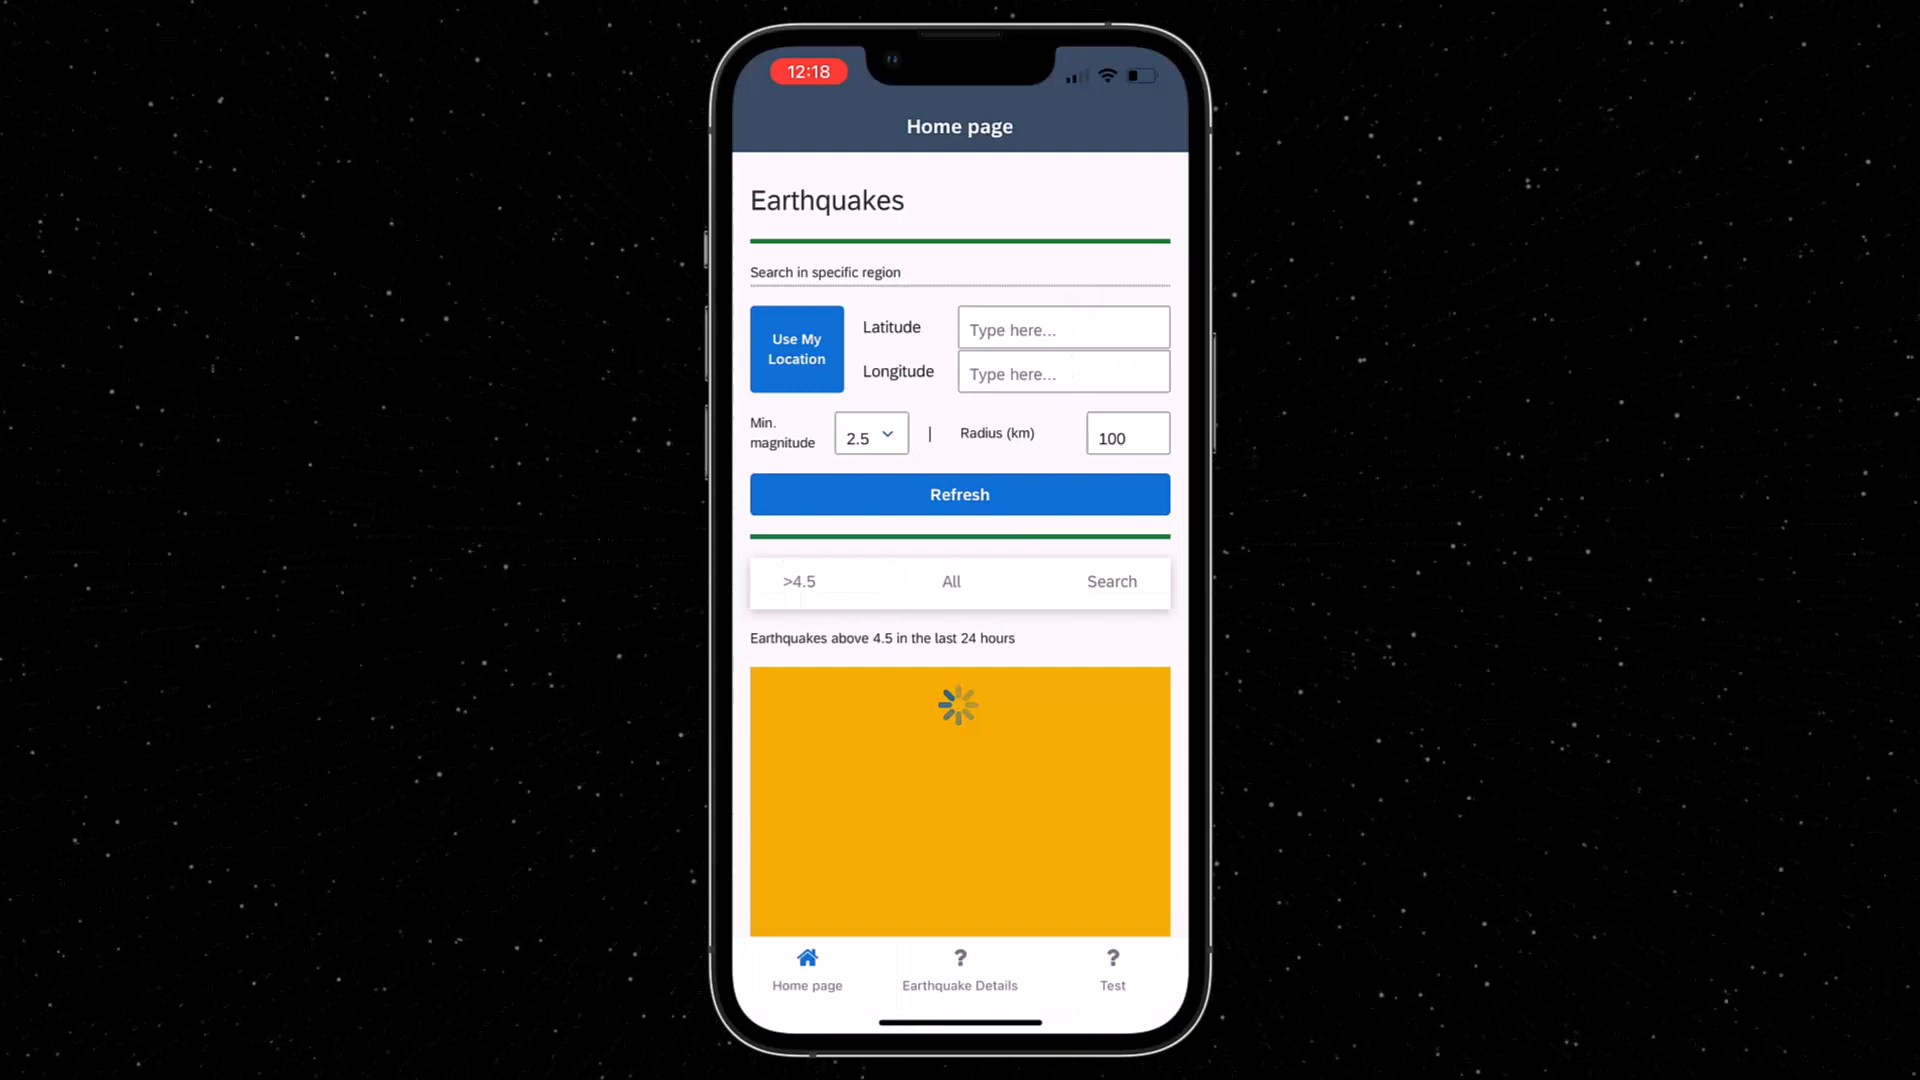 12:18
Home page
Earthquakes
Search in specific region
Use My
Location
Latitude
Type here...
Longitude
Type here...
Min.
magnitude
2.5
|
Radius (km)
100
Refresh
>4.5
All
Search
Earthquakes above 4.5 in the last 24 hours
?
?
Home page
Earthquake Details
Test